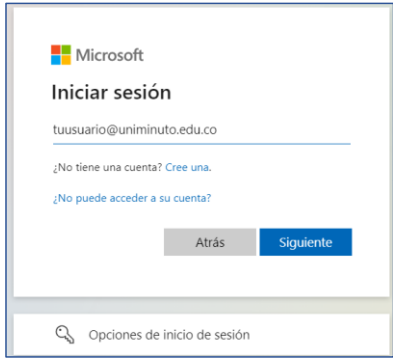 Microsoft
Iniciar sesión
tuusuario@uniminuto.edu.co
¿No tiene una cuenta? Cree una.
¿No puede acceder a su cuenta?
Atrás Siguiente
Opciones de inicio de sesión